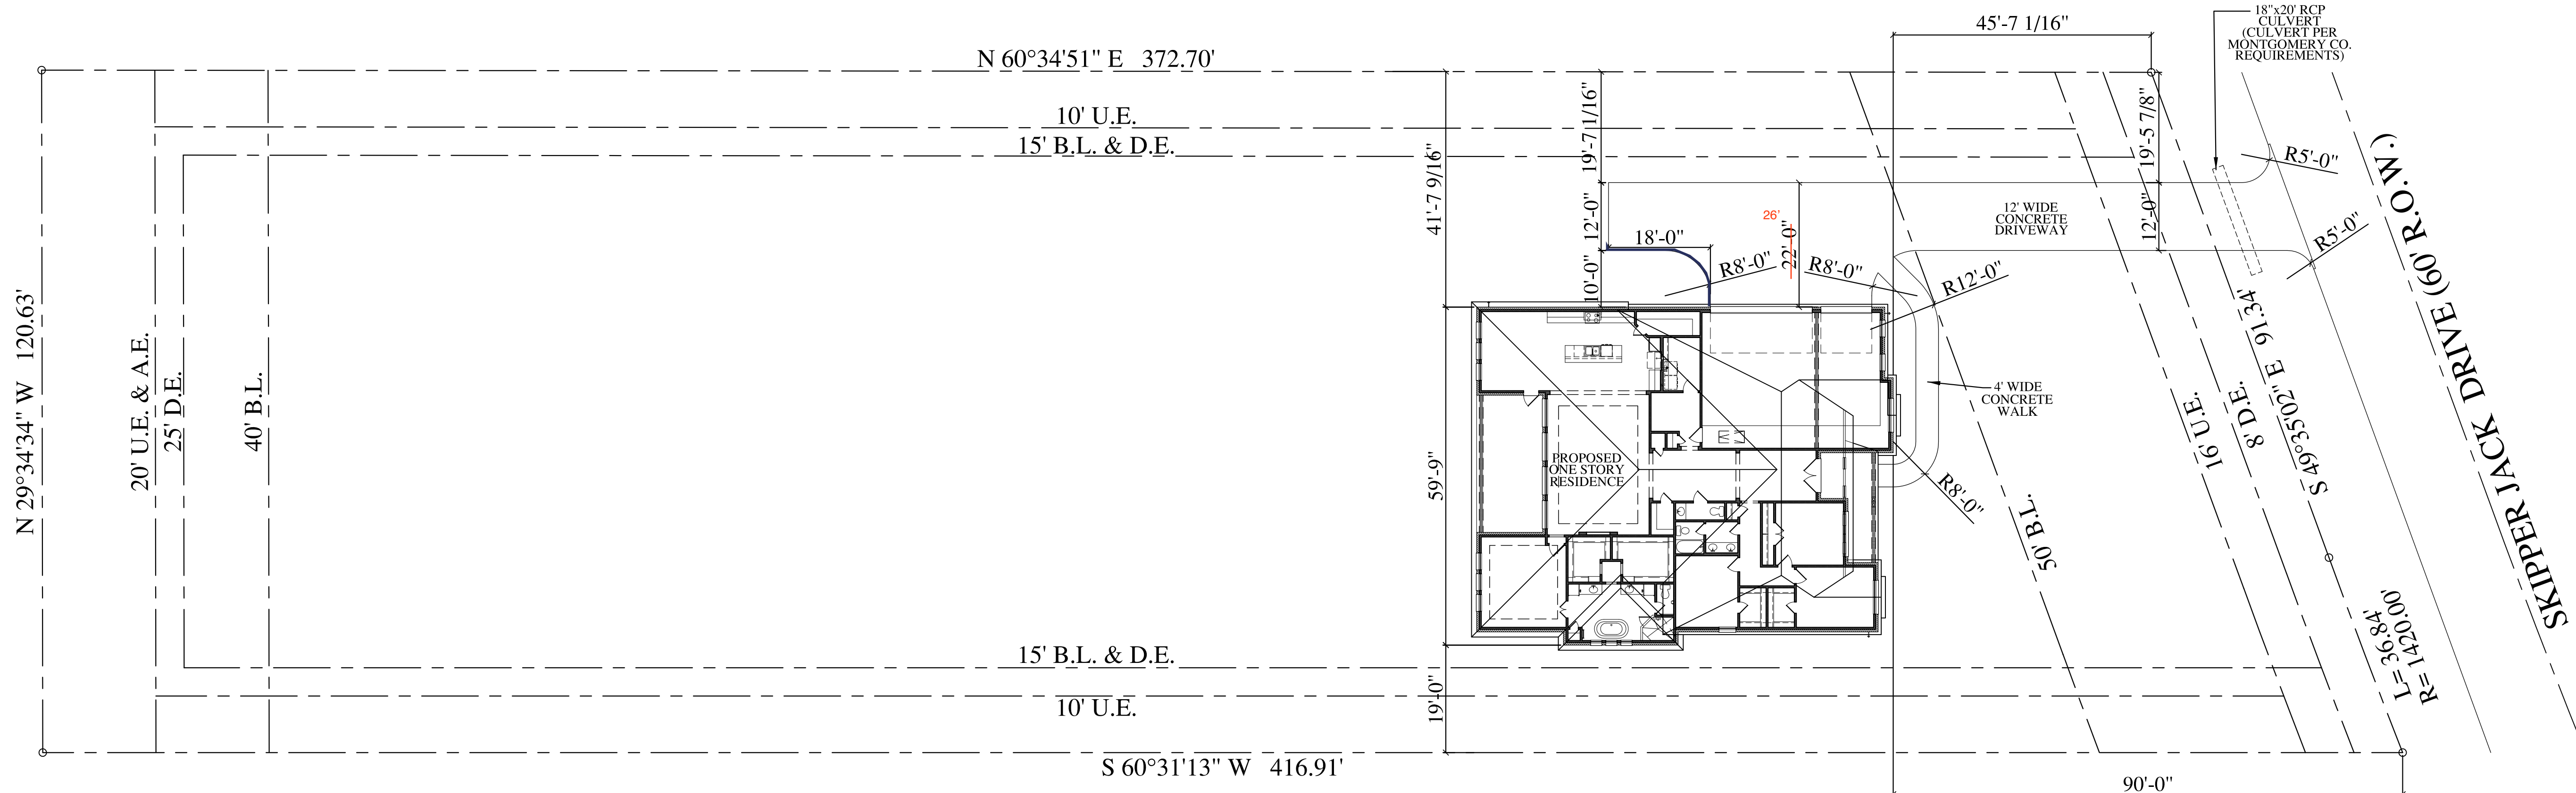 18"x20' RCP
CULVERT
(CULVERT PER
MONTGOMERY CO.
REQUIREMENTS)
45'-7 1/16"
N 60°34'51" E 372.70'
10' U.E.
15' B.L. & D.E.
41'-7 9/16"
19'-7 1/16"
12'-0"
10'-0"
18'-0"
26'
22'-0"
R8'-0"
R8'-0"
R12'-0"
12' WIDE
CONCRETE
DRIVEWAY
19'-5 7/8"
12'-0"
R5'-0"
R5'-0"
SKIPPER JACK DRIVE (60' R.O.W.)
N 29°34'34" W 120.63'
20' U.E. & A.E.
25' D.E.
40' B.L.
59'-9"
PROPOSED
ONE STORY
RESIDENCE
4' WIDE
CONCRETE
WALK
R8'-0"
50' B.L.
16' U.E.
8' D.E.
S 49°35'02" E 91.34'
L= 36.84'
R= 1420.00'
15' B.L. & D.E.
10' U.E.
19'-0"
S 60°31'13" W 416.91'
90'-0"